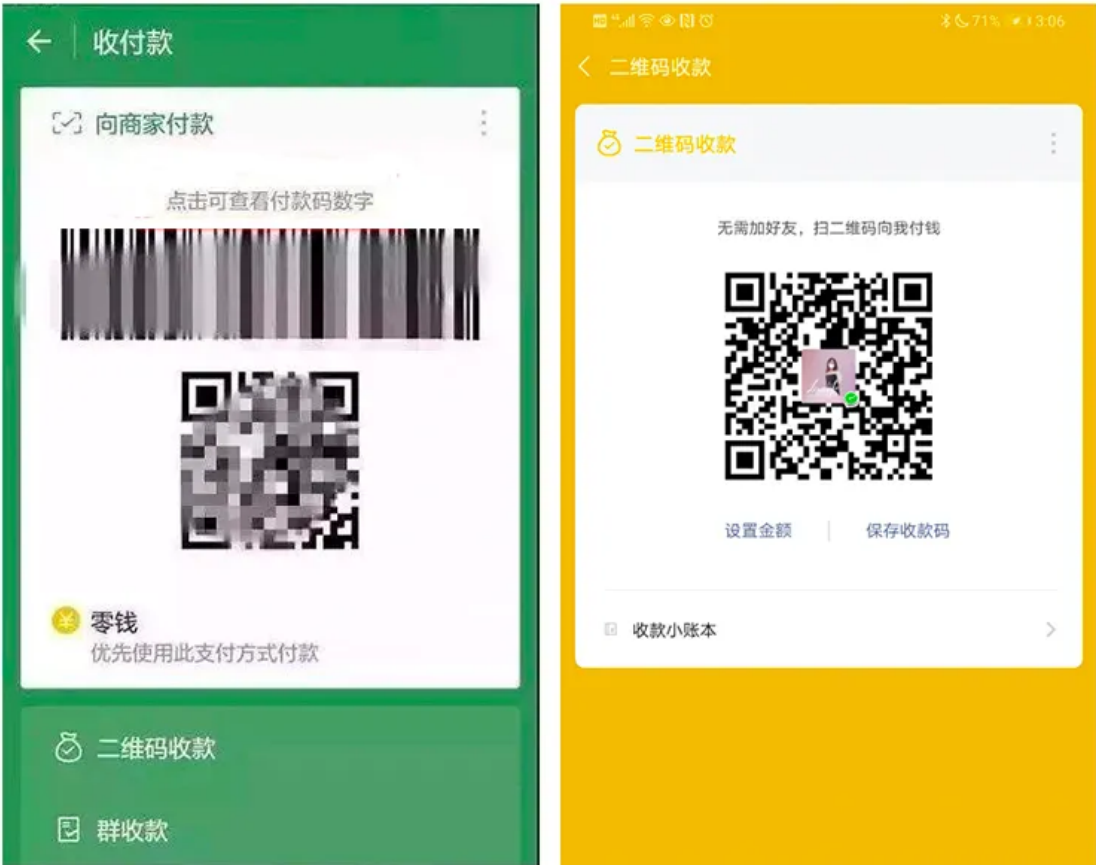 收付款
向商家付款
点击可查看付款码数字
零钱
优先使用此支付方式付款
二维码收款
群收款
71% 3:06
二维码收款
二维码收款
无需加好友，扫二维码向我付钱
设置金额
保存收款码
收款小账本